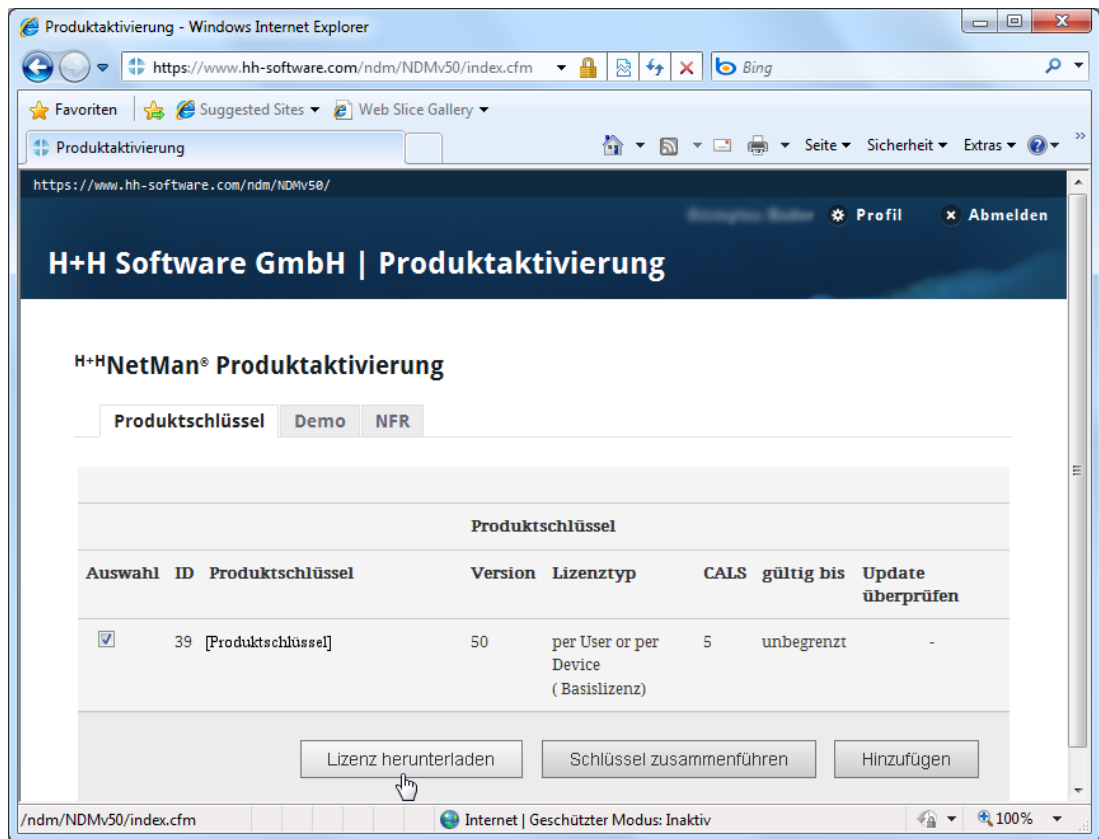 Produktaktivierung - Windows Internet Explorer
https://www.hh-software.com/ndm/NDMv50/index.cfm
Bing
Favoriten
Suggested Sites
Web Slice Gallery
Produktaktivierung
Seite
Sicherheit
Extras
https://www.hh-software.com/ndm/NDMv50/
Profil
Abmelden
H+H Software GmbH | Produktaktivierung
H+HNetMan® Produktaktivierung
Produktschlüssel Demo NFR
Produktschlüssel
Auswahl ID Produktschlüssel Version Lizenztyp CALS gültig bis Update überprüfen
39 [Produktschlüssel] 50 per User or per Device ( Basislizenz) 5 unbegrenzt -
Lizenz herunterladen
Schlüssel zusammenführen
Hinzufügen
/ndm/NDMv50/index.cfm
Internet | Geschützter Modus: Inaktiv
100%